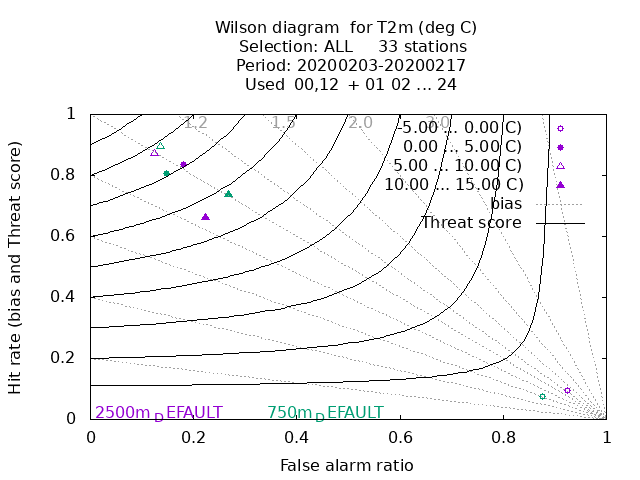 Wilson diagram  for T2m (deg C)
Selection: ALL     33 stations
Period: 20200203-20200217
Used  00,12  + 01 02 ... 24
Hit rate (bias and Threat score)
1
0.8
0.6
0.4
0.2
0
1.2
1.5
2.0
3.0
-5.00 ... 0.00 C)
0.00 ... 5.00 C)
5.00 ... 10.00 C)
10.00 ... 15.00 C)
bias
Threat score
2500m_DEFAULT
750m_DEFAULT
0
0.2
0.4
0.6
0.8
1
False alarm ratio